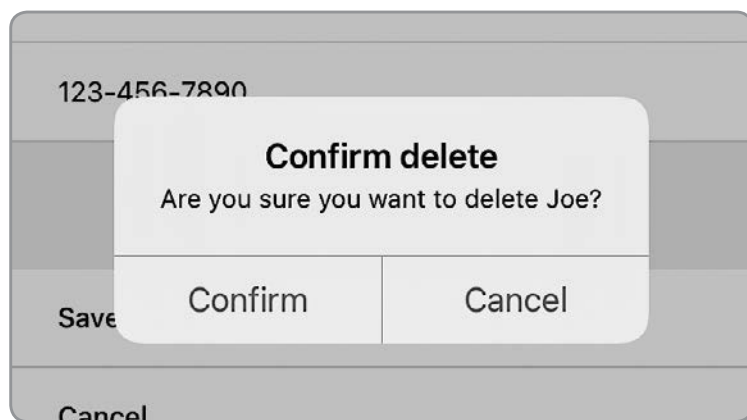 123-456-7890
Confirm delete
Are you sure you want to delete Joe?
Confirm Cancel
Save
Cancel